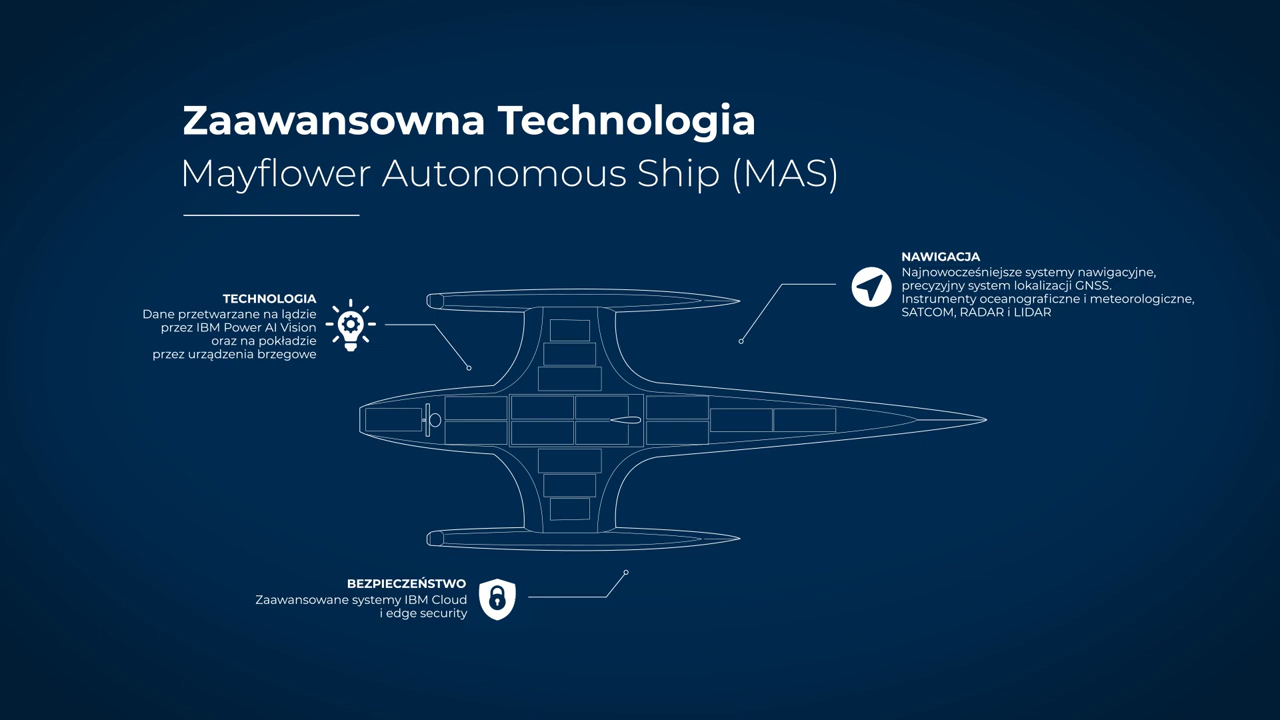 Zaawansowna Technologia
Mayflower Autonomous Ship (MAS)
NAWIGACJA
Najnowocześniejsze systemy nawigacyjne,
precyzyjny system lokalizacji GNSS.
Instrumenty oceanograficzne i meteorologiczne,
SATCOM, RADAR i LIDAR
TECHNOLOGIA
Dane przetwarzane na lądzie
przez IBM Power AI Vision
oraz na pokładzie
przez urządzenia brzegowe
BEZPIECZEŃSTWO
Zaawansowane systemy IBM Cloud
i edge security